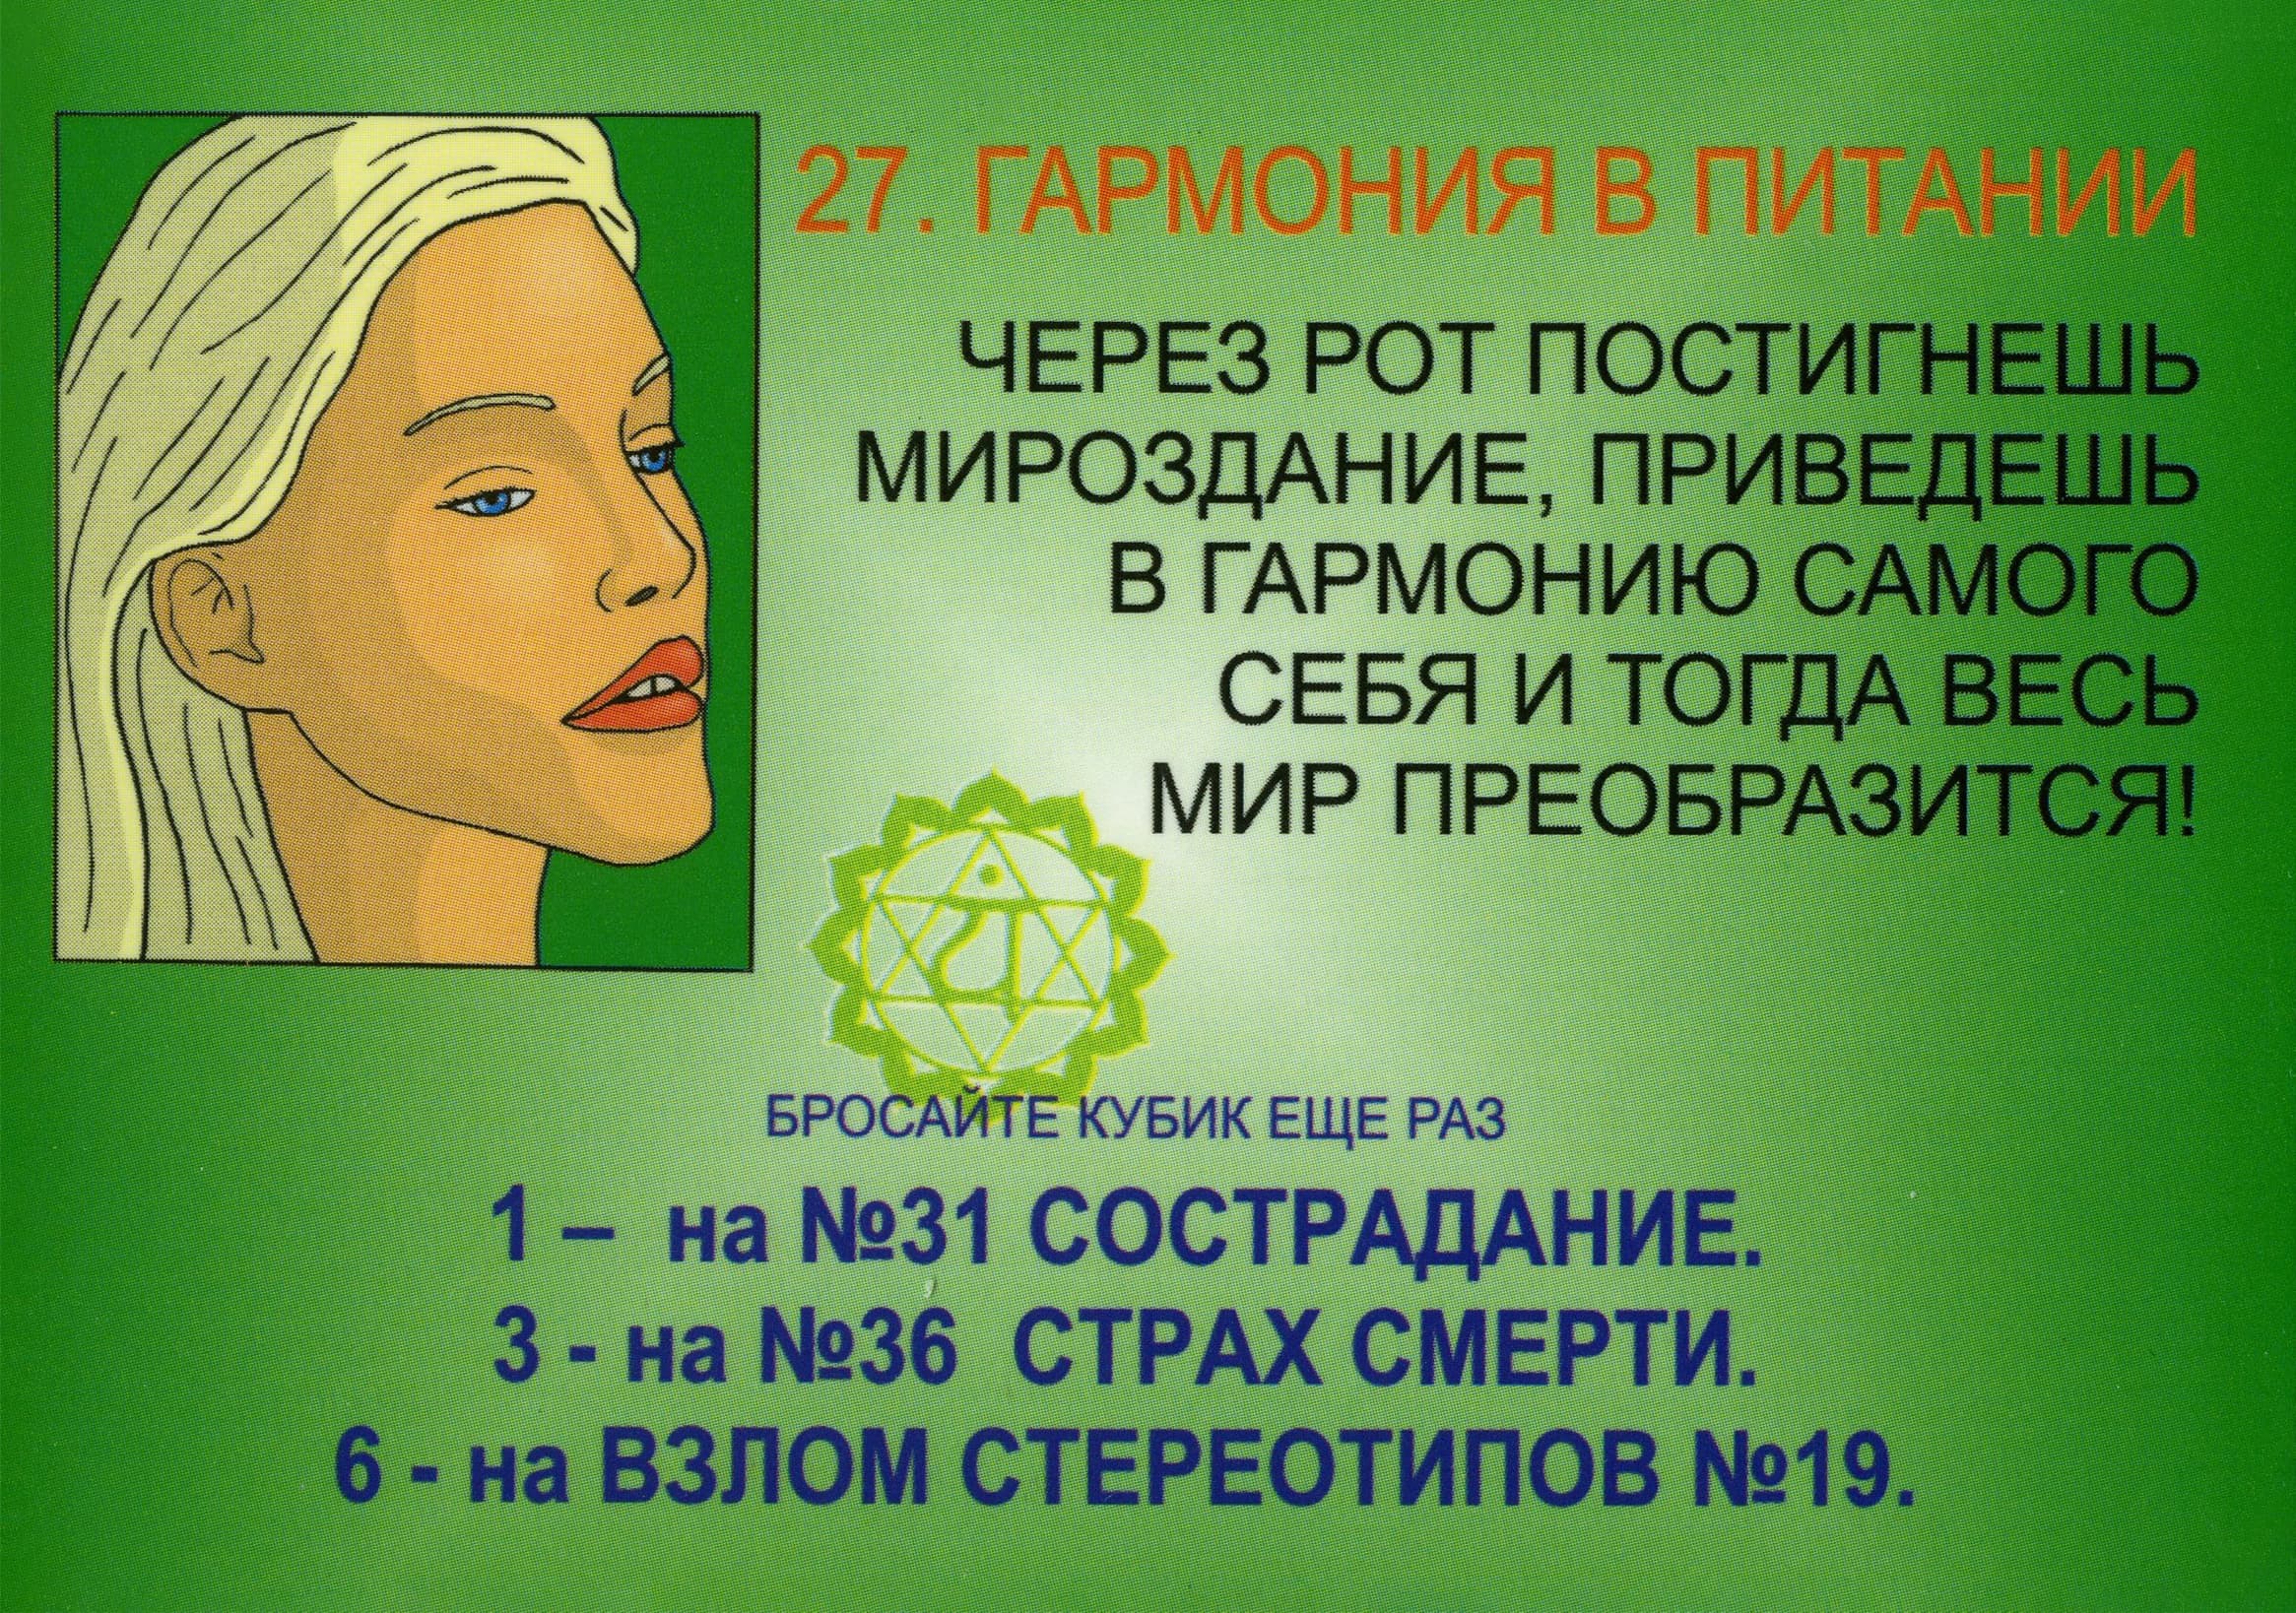 27. ГАРМОНИЯ В ПИТАНИИ
ЧЕРЕЗ РОТ ПОСТИГНЕШЬ
МИРОЗДАНИЕ, ПРИВЕДЕШЬ
В ГАРМОНИЮ САМОГО
СЕБЯ И ТОГДА ВЕСЬ
МИР ПРЕОБРАЗИТСЯ!
БРОСАЙТЕ КУБИК ЕЩЕ РАЗ
1 – на №31 СОСТРАДАНИЕ.
3 - на №36 СТРАХ СМЕРТИ.
6 - на ВЗЛОМ СТЕРЕОТИПОВ №19.